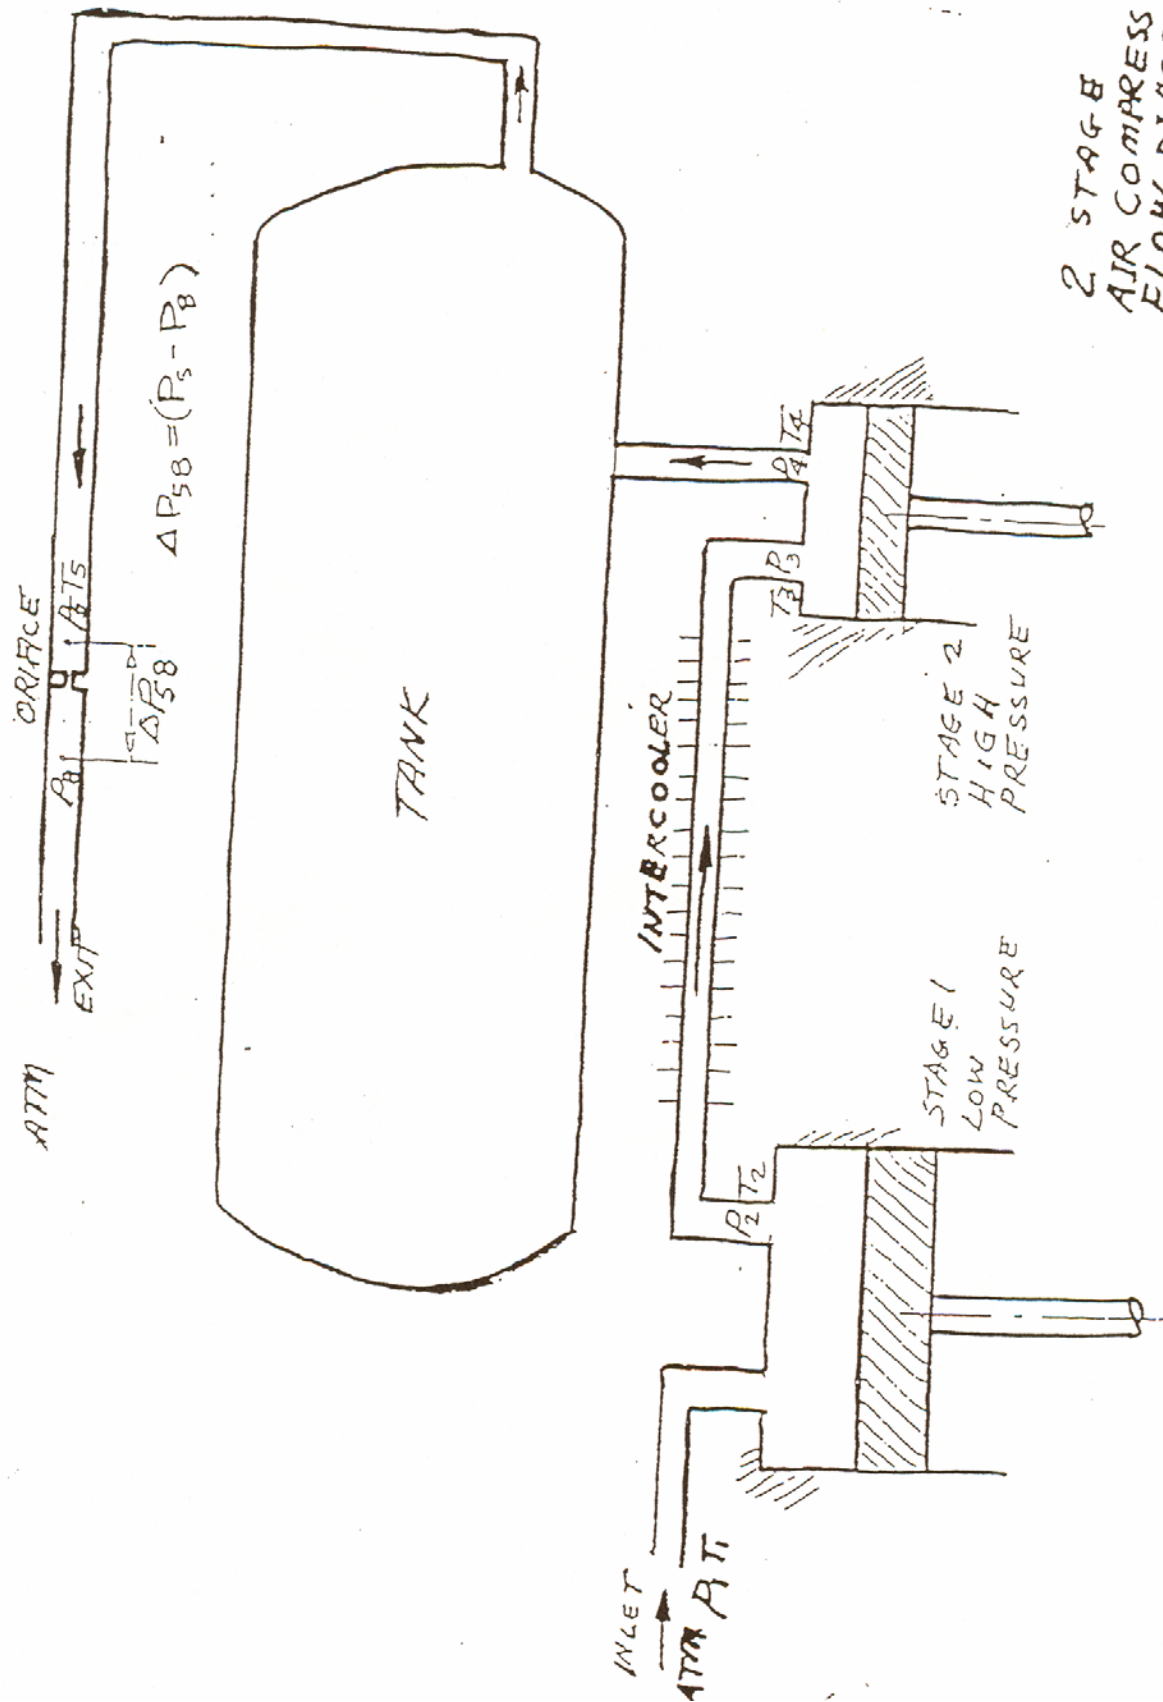 2 STAGE
AIR COMPRESS
ATM
EXIT
ORIFICE
P8
T5
ΔP58
ΔP58 = (P5 - P8)
TANK
INTERCOOLER
INLET
ATM P1 T1
P2 T2
STAGE 1
LOW
PRESSURE
T3 P3
P4 T4
STAGE 2
HIGH
PRESSURE